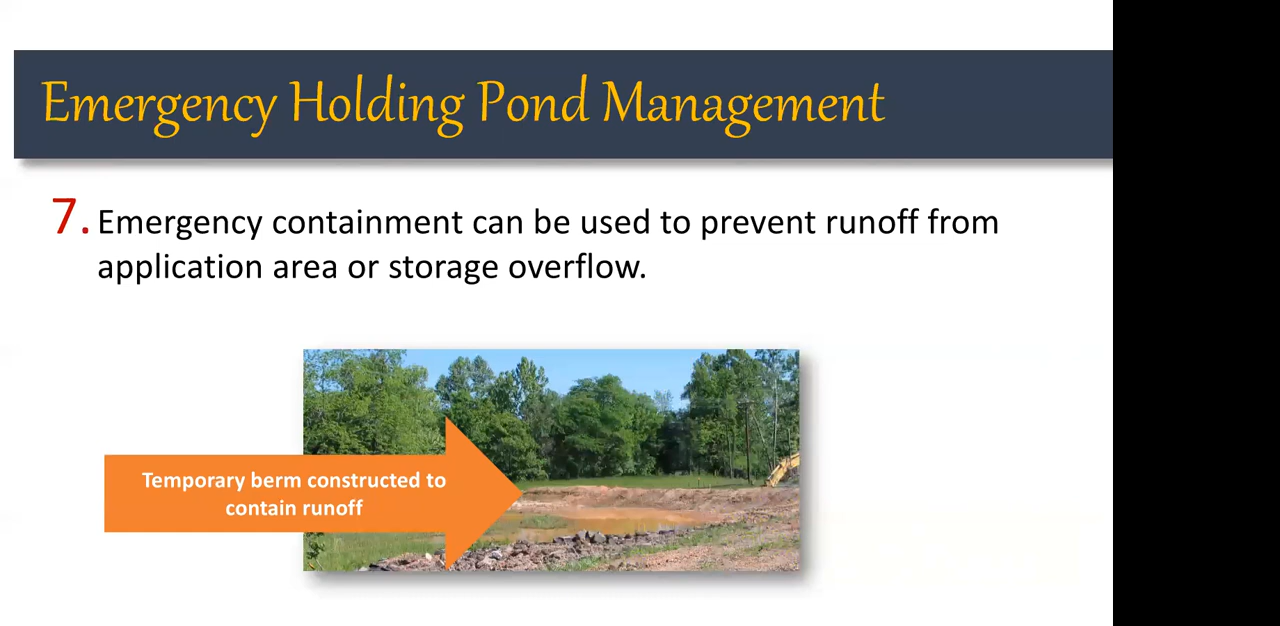 Emergency Holding Pond Management
7. Emergency containment can be used to prevent runoff from
application area or storage overflow.
Temporary berm constructed to
contain runoff